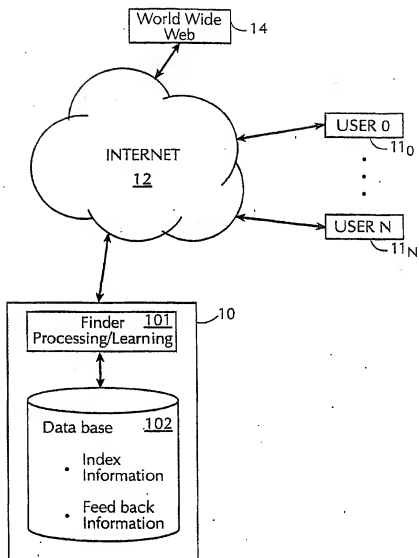 World Wide
Web
14
INTERNET
12
USER 0
11₀
USER N
11ₙ
10
Finder 101
Processing/Learning
Data base 102
• Index
Information
• Feed back
Information